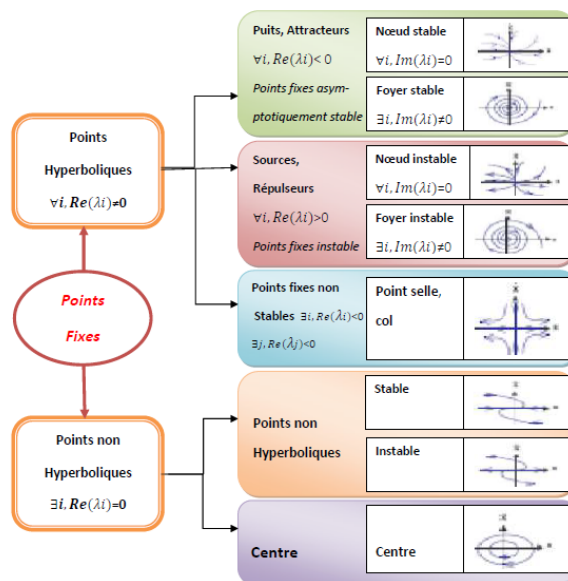 Points
Fixes
Points
Hyperboliques
∀i,Re(λi)≠0
Points non
Hyperboliques
∃i,Re(λi)=0
Puits, Attracteurs
∀i,Re(λi)< 0
Points fixes asym-
ptotiquement stable
Nœud stable
∀i,Im(λi)=0
Foyer stable
∃i,Im(λi)≠0
Sources,
Répulseurs
∀i,Re(λi)>0
Points fixes instable
Nœud instable
∀i,Im(λi)=0
Foyer instable
∃i,Im(λi)≠0
Points fixes non
Stables ∃i,Re(λi)<0
∃j,Re(λj)<0
Point selle,
col
Points non
Hyperboliques
Stable
Instable
Centre
Centre